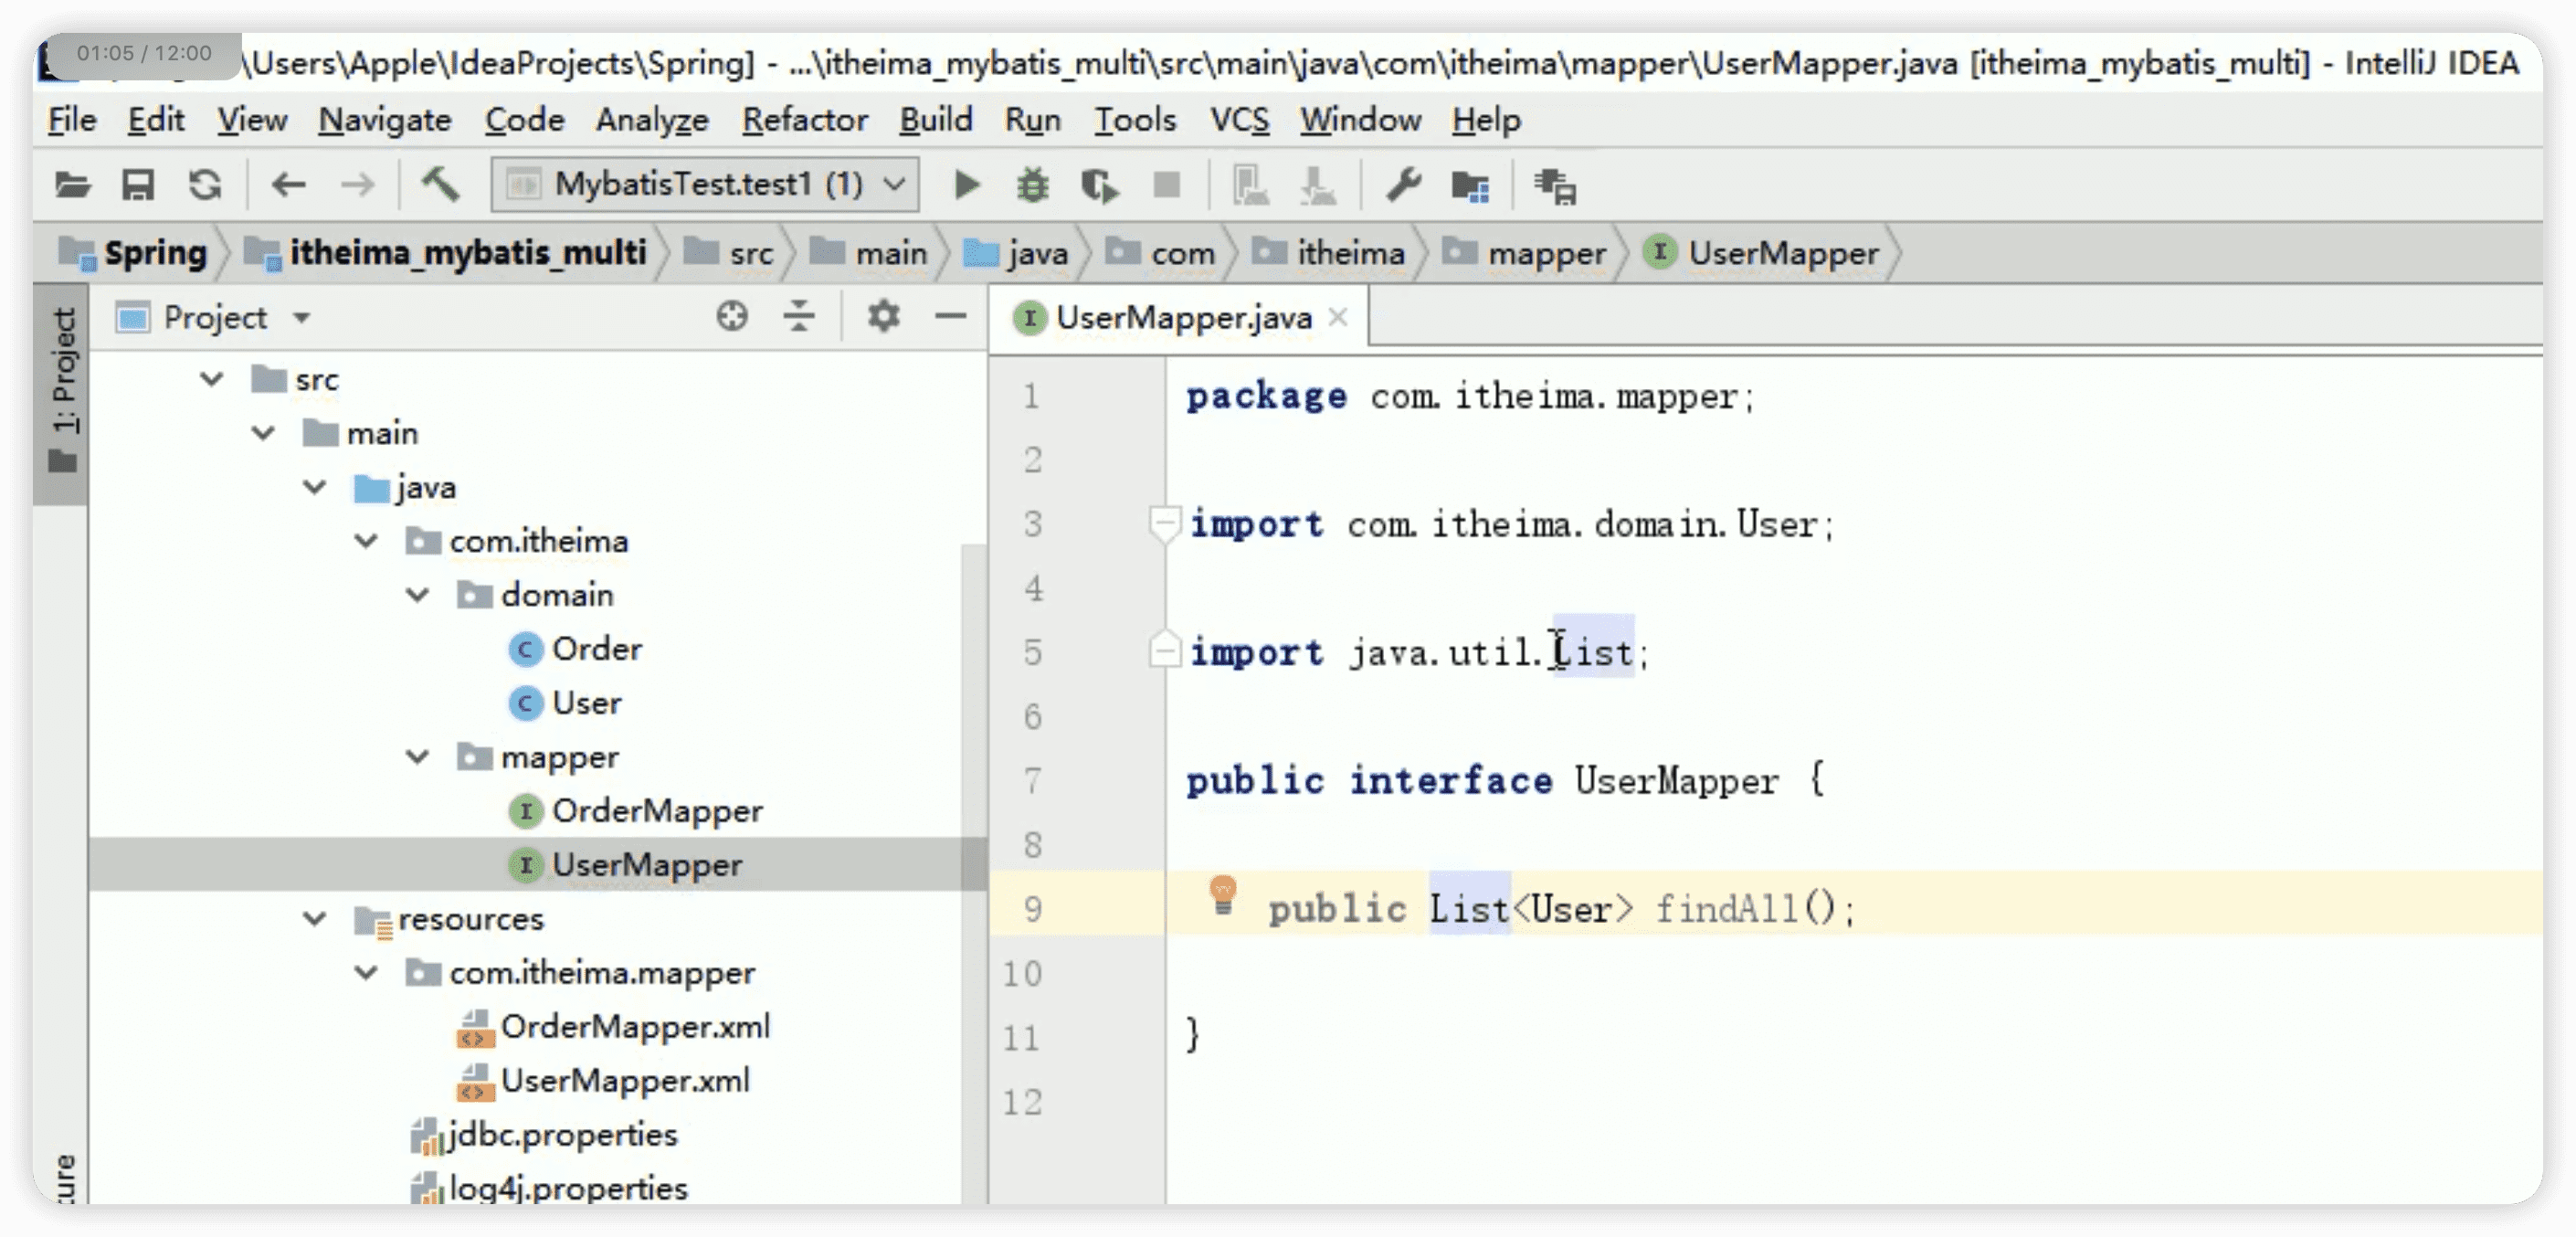 01:05 / 12:00
\Users\Apple\IdeaProjects\Spring] - ...\itheima_mybatis_multi\src\main\java\com\itheima\mapper\UserMapper.java [itheima_mybatis_multi] - IntelliJ IDEA
File Edit View Navigate Code Analyze Refactor Build Run Tools VCS Window Help
MybatisTest.test1 (1)
Spring itheima_mybatis_multi src main java com itheima mapper UserMapper
1: Project
Project
src
main
java
com.itheima
domain
Order
User
mapper
OrderMapper
UserMapper
resources
com.itheima.mapper
OrderMapper.xml
UserMapper.xml
jdbc.properties
log4j.properties
UserMapper.java
1 package com.itheima.mapper;
2
3 import com.itheima.domain.User;
4
5 import java.util.List;
6
7 public interface UserMapper {
8
9 public List<User> findAll();
10
11 }
12